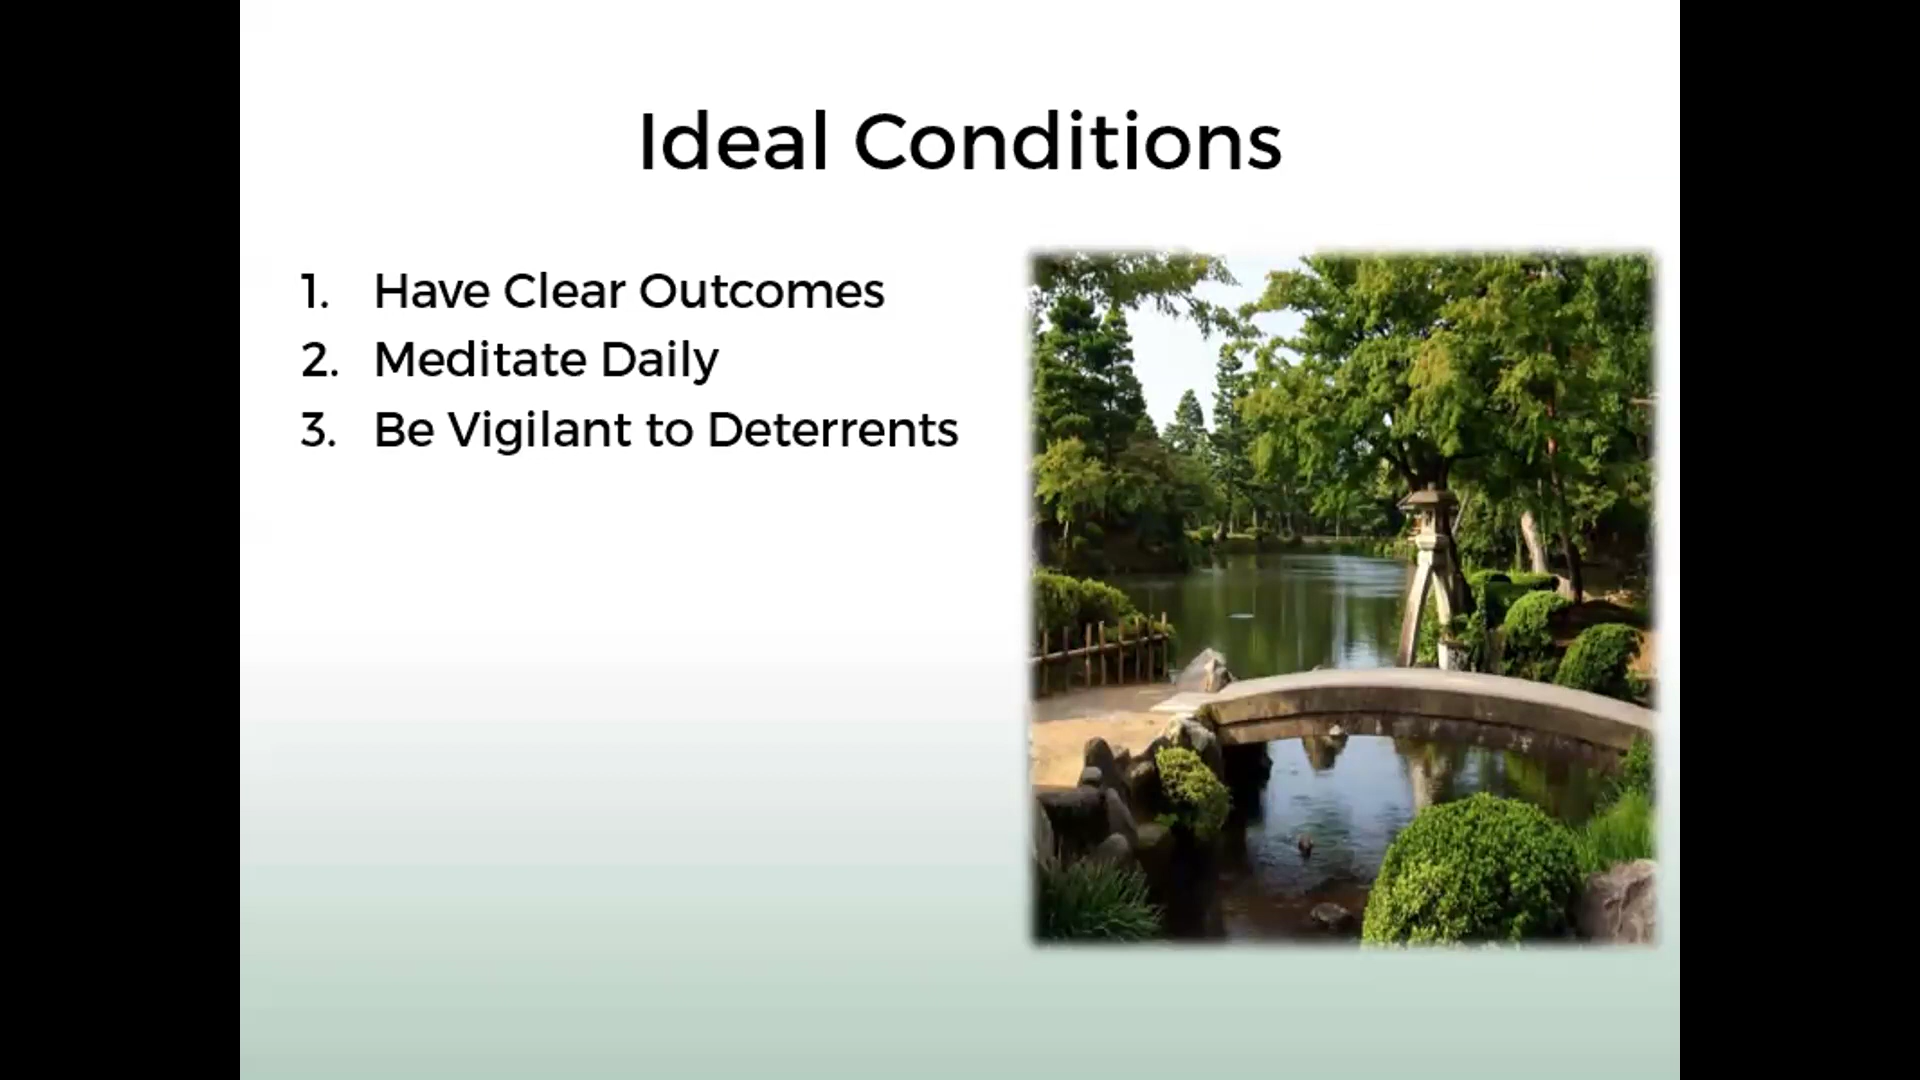 Ideal Conditions
1. Have Clear Outcomes
2. Meditate Daily
3. Be Vigilant to Deterrents